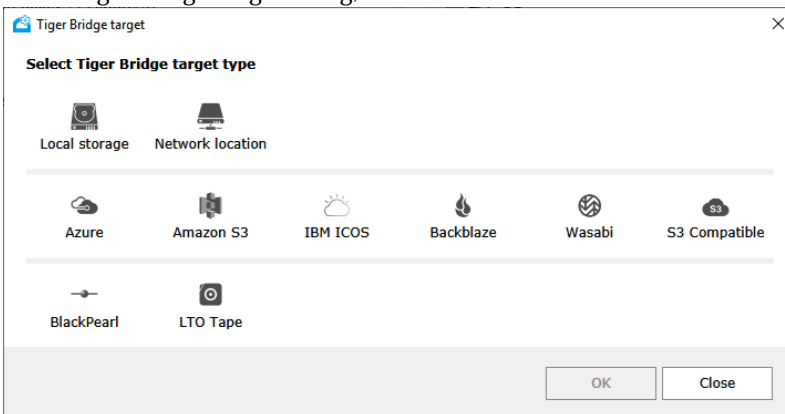 Tiger Bridge target
Select Tiger Bridge target type
Local storage Network location
Azure Amazon S3 IBM ICOS Backblaze Wasabi S3 Compatible
S3
BlackPearl LTO Tape
OK Close